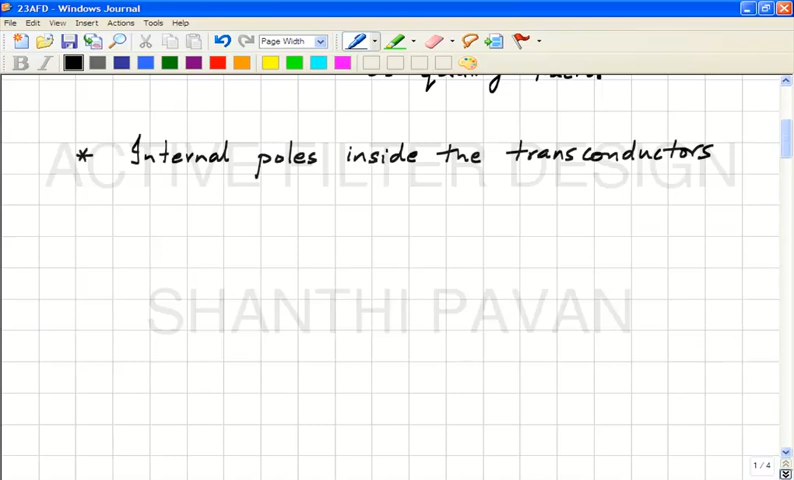 23AFD - Windows Journal
File Edit View Insert Actions Tools Help
Page Width
B I
* Internal poles inside the transconductors
ACTIVE FILTER DESIGN
SHANTHI PAVAN
1 / 4